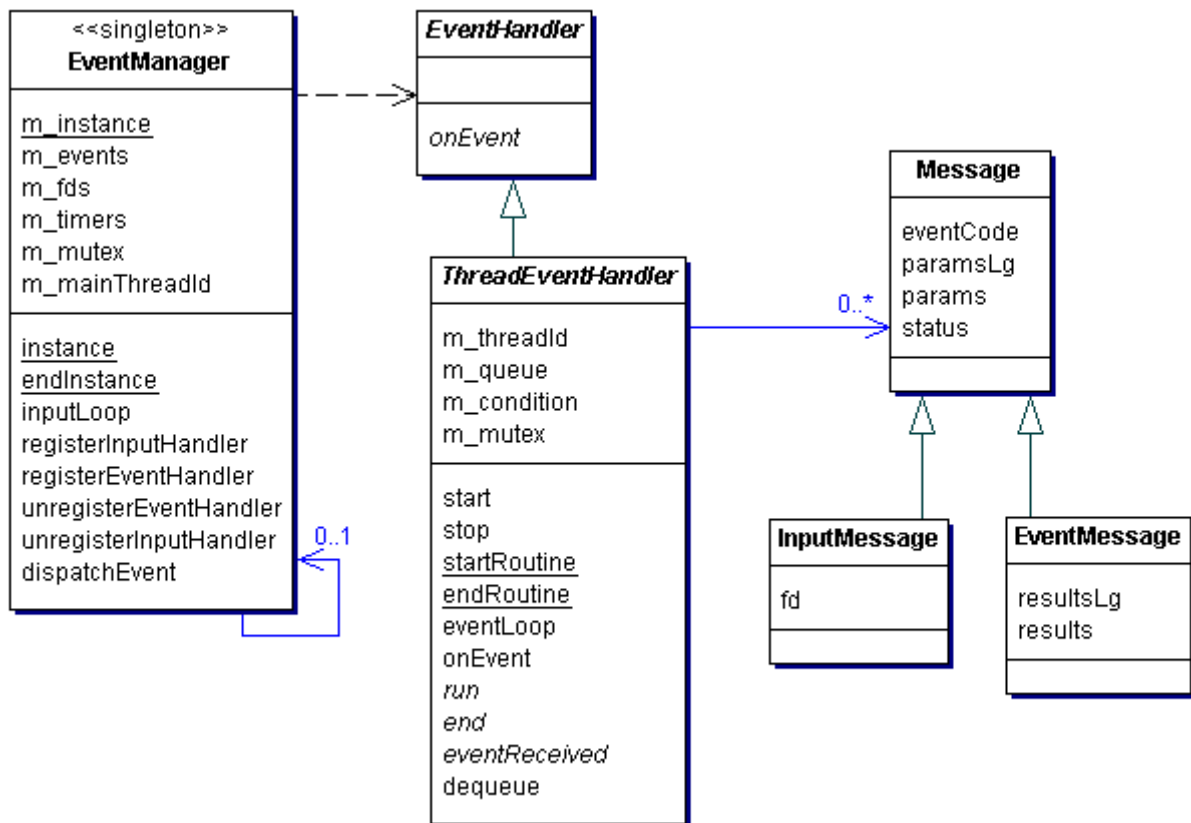 <<singleton>>
EventManager
m_instance
m_events
m_fds
m_timers
m_mutex
m_mainThreadId
instance
endInstance
inputLoop
registerInputHandler
registerEventHandler
unregisterEventHandler
unregisterInputHandler
dispatchEvent
0..1
EventHandler
onEvent
ThreadEventHandler
m_threadId
m_queue
m_condition
m_mutex
start
stop
startRoutine
endRoutine
eventLoop
onEvent
run
end
eventReceived
dequeue
0..*
Message
eventCode
paramsLg
params
status
InputMessage
fd
EventMessage
resultsLg
results